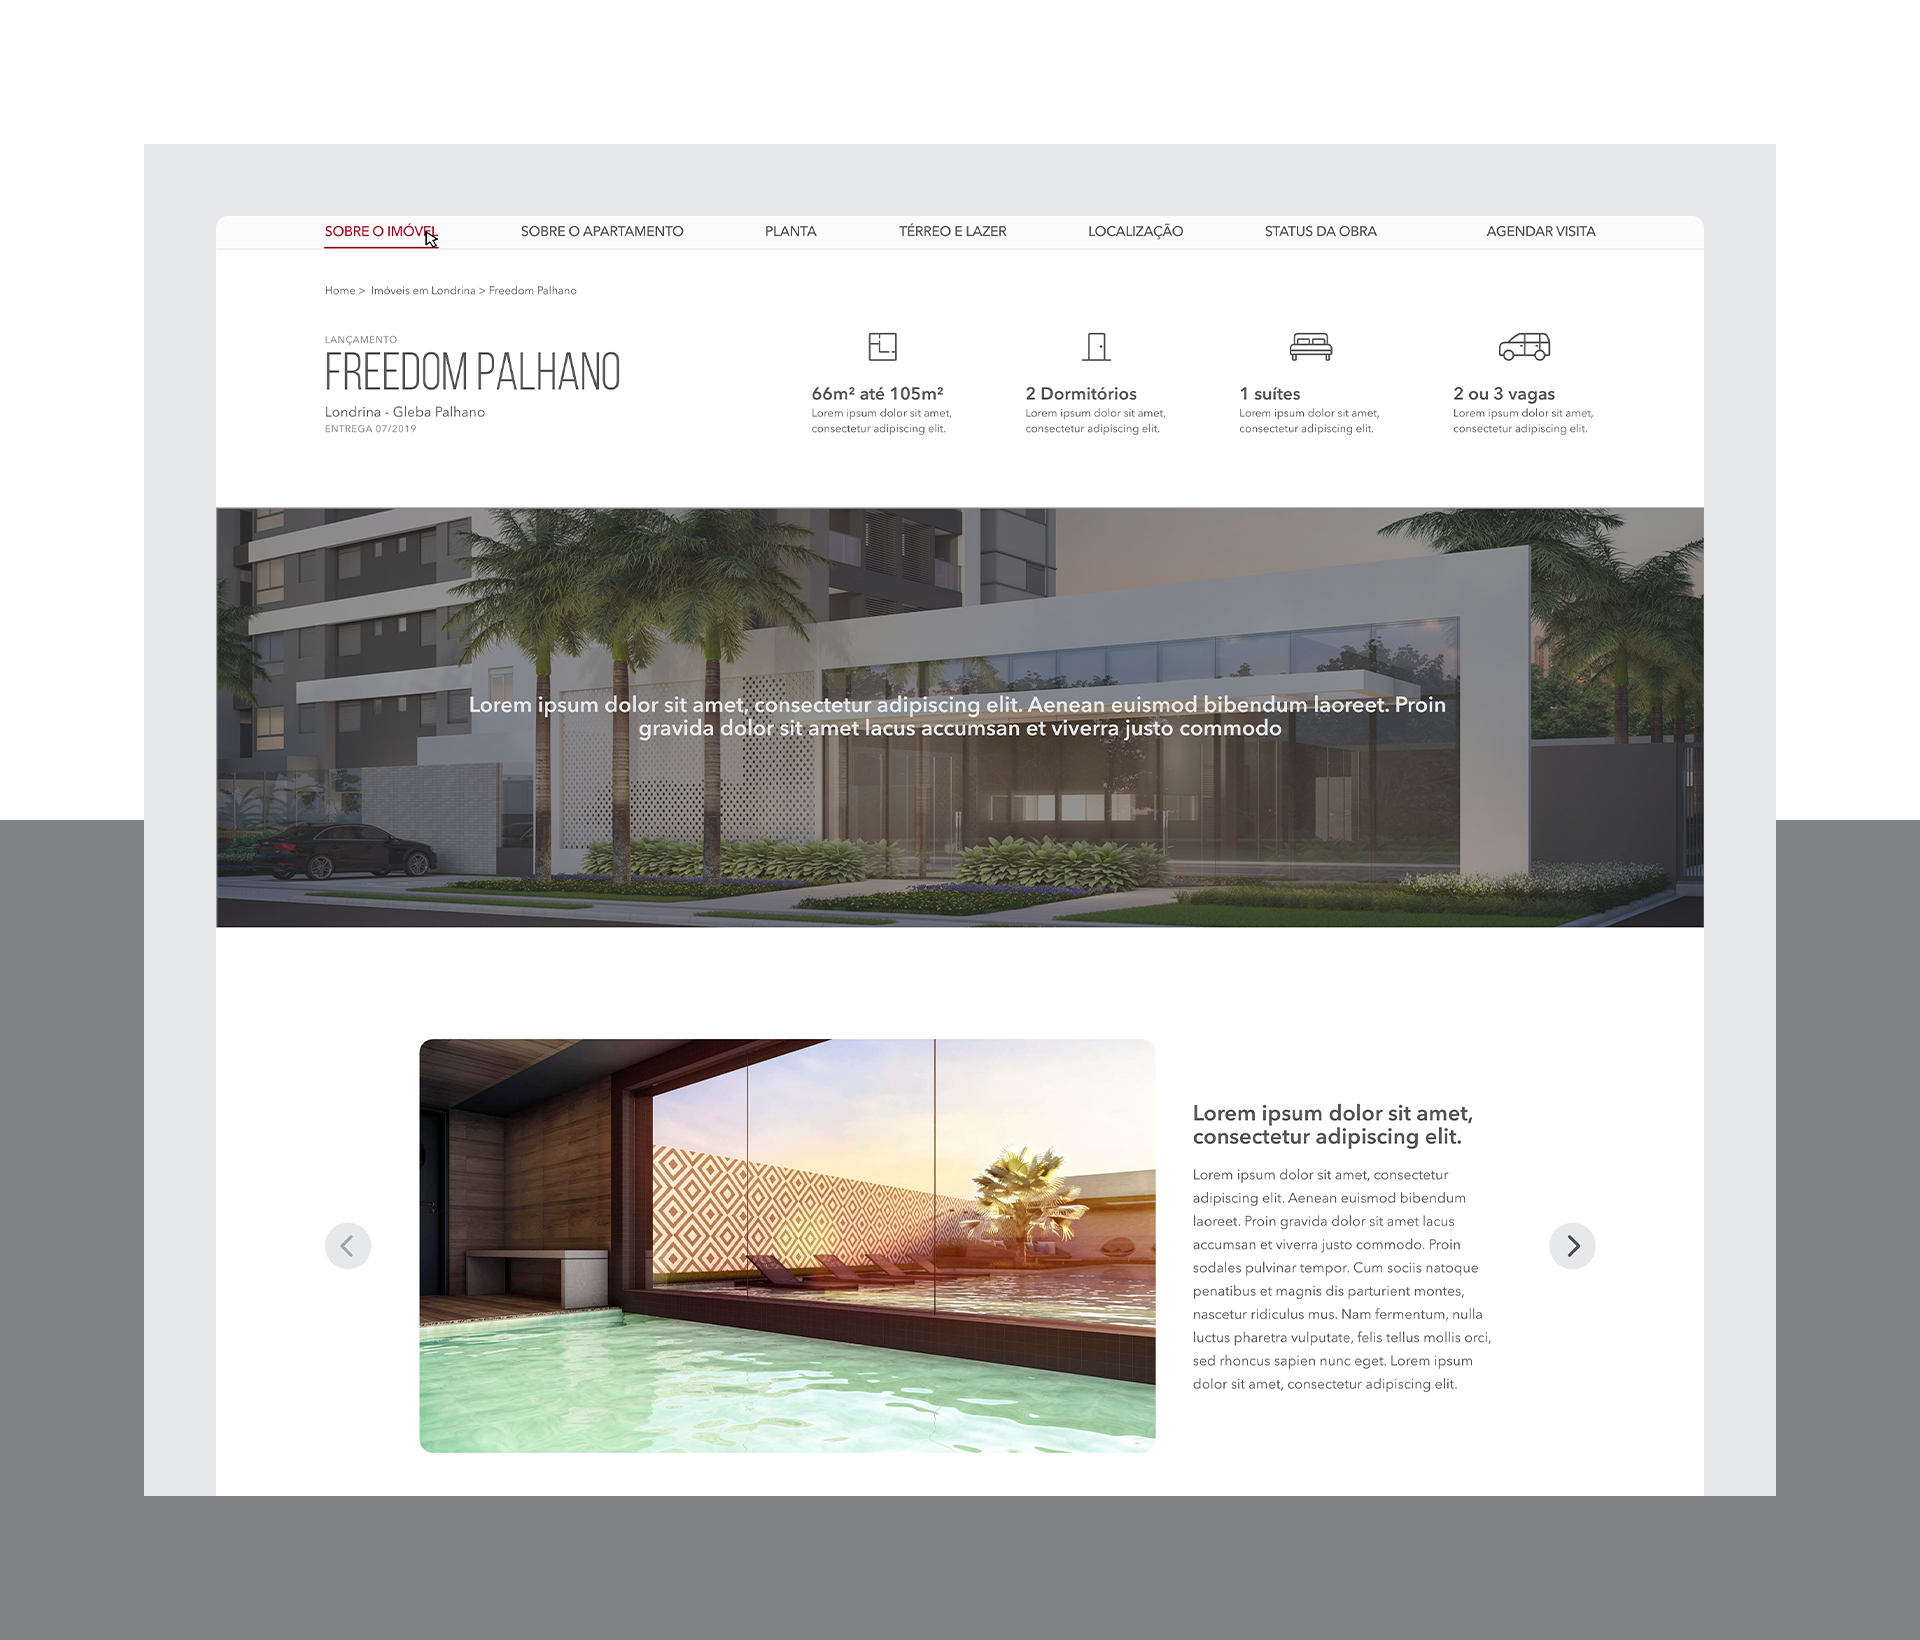 SOBRE O IMÓVEL
SOBRE O APARTAMENTO
PLANTA
TÉRREO E LAZER
LOCALIZAÇÃO
STATUS DA OBRA
AGENDAR VISITA
Home > Imóveis em Londrina > Freedom Palhano
LANÇAMENTO
FREEDOM PALHANO
Londrina - Gleba Palhano
ENTREGA 07/2019
66m² até 105m²
Lorem ipsum dolor sit amet,
consectetur adipiscing elit.
2 Dormitórios
Lorem ipsum dolor sit amet,
consectetur adipiscing elit.
1 suítes
Lorem ipsum dolor sit amet,
consectetur adipiscing elit.
2 ou 3 vagas
Lorem ipsum dolor sit amet,
consectetur adipiscing elit.
Lorem ipsum dolor sit amet, consectetur adipiscing elit. Aenean euismod bibendum laoreet. Proin
gravida dolor sit amet lacus accumsan et viverra justo commodo
Lorem ipsum dolor sit amet,
consectetur adipiscing elit.
Lorem ipsum dolor sit amet, consectetur
adipiscing elit. Aenean euismod bibendum
laoreet. Proin gravida dolor sit amet lacus
accumsan et viverra justo commodo. Proin
sodales pulvinar tempor. Cum sociis natoque
penatibus et magnis dis parturient montes,
nascetur ridiculus mus. Nam fermentum, nulla
luctus pharetra vulputate, felis tellus mollis orci,
sed rhoncus sapien nunc eget. Lorem ipsum
dolor sit amet, consectetur adipiscing elit.